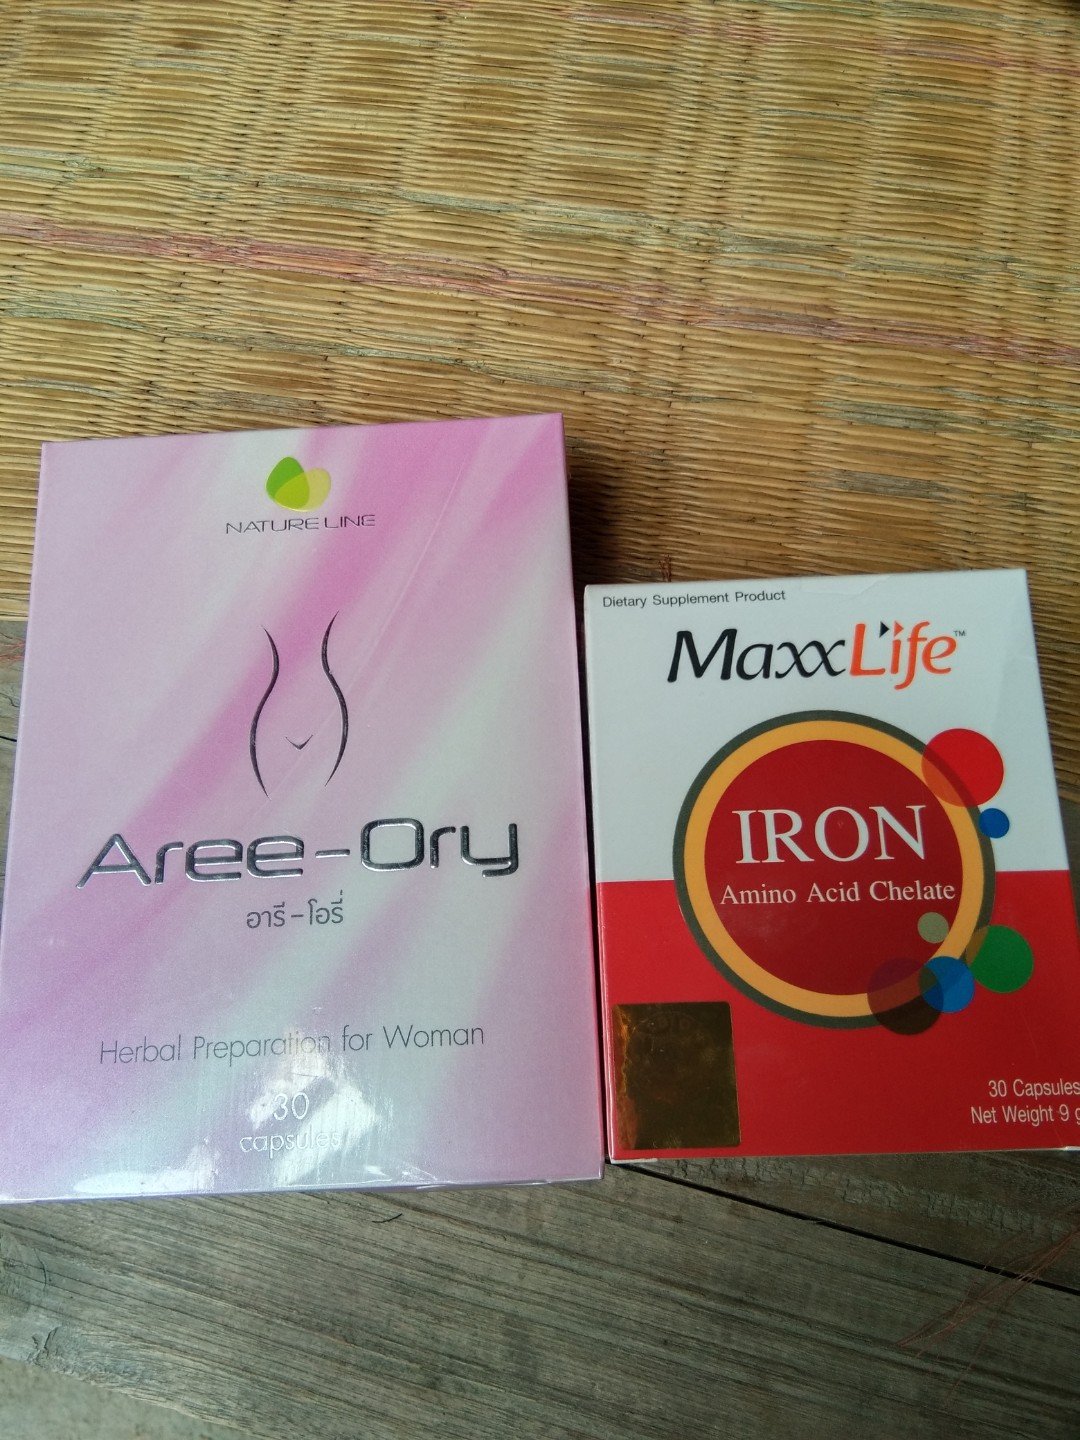 NATURE LINE
Aree-Ory
อารี-โอรี่
Herbal Preparation for Woman
30
capsules
Dietary Supplement Product
MaxxLife™
IRON
Amino Acid Chelate
30 Capsules
Net Weight 9 g